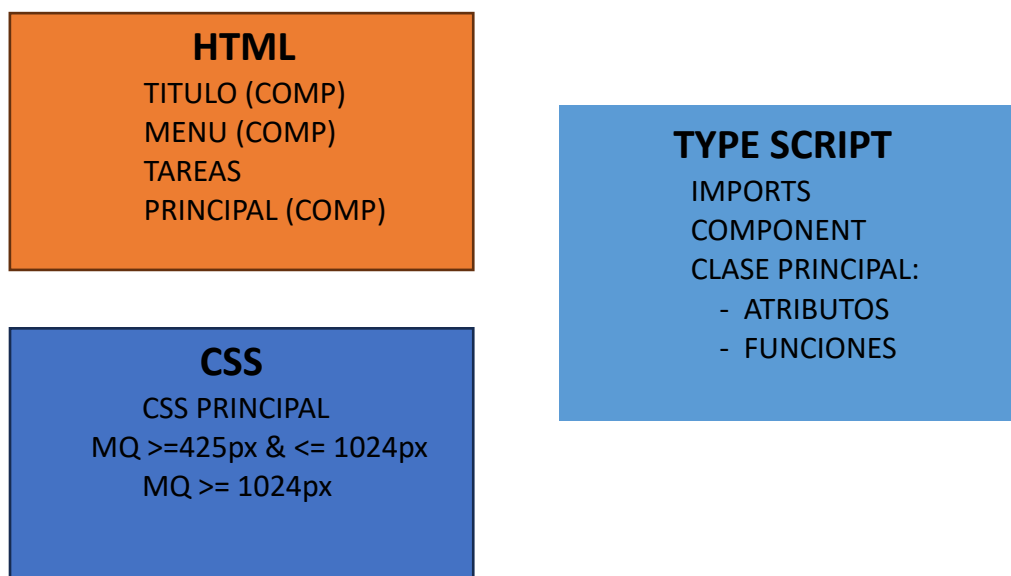 HTML
TITULO (COMP)
MENU (COMP)
TAREAS
PRINCIPAL (COMP)
CSS
CSS PRINCIPAL
MQ >=425px & <= 1024px
MQ >= 1024px
TYPE SCRIPT
IMPORTS
COMPONENT
CLASE PRINCIPAL:
- ATRIBUTOS
- FUNCIONES